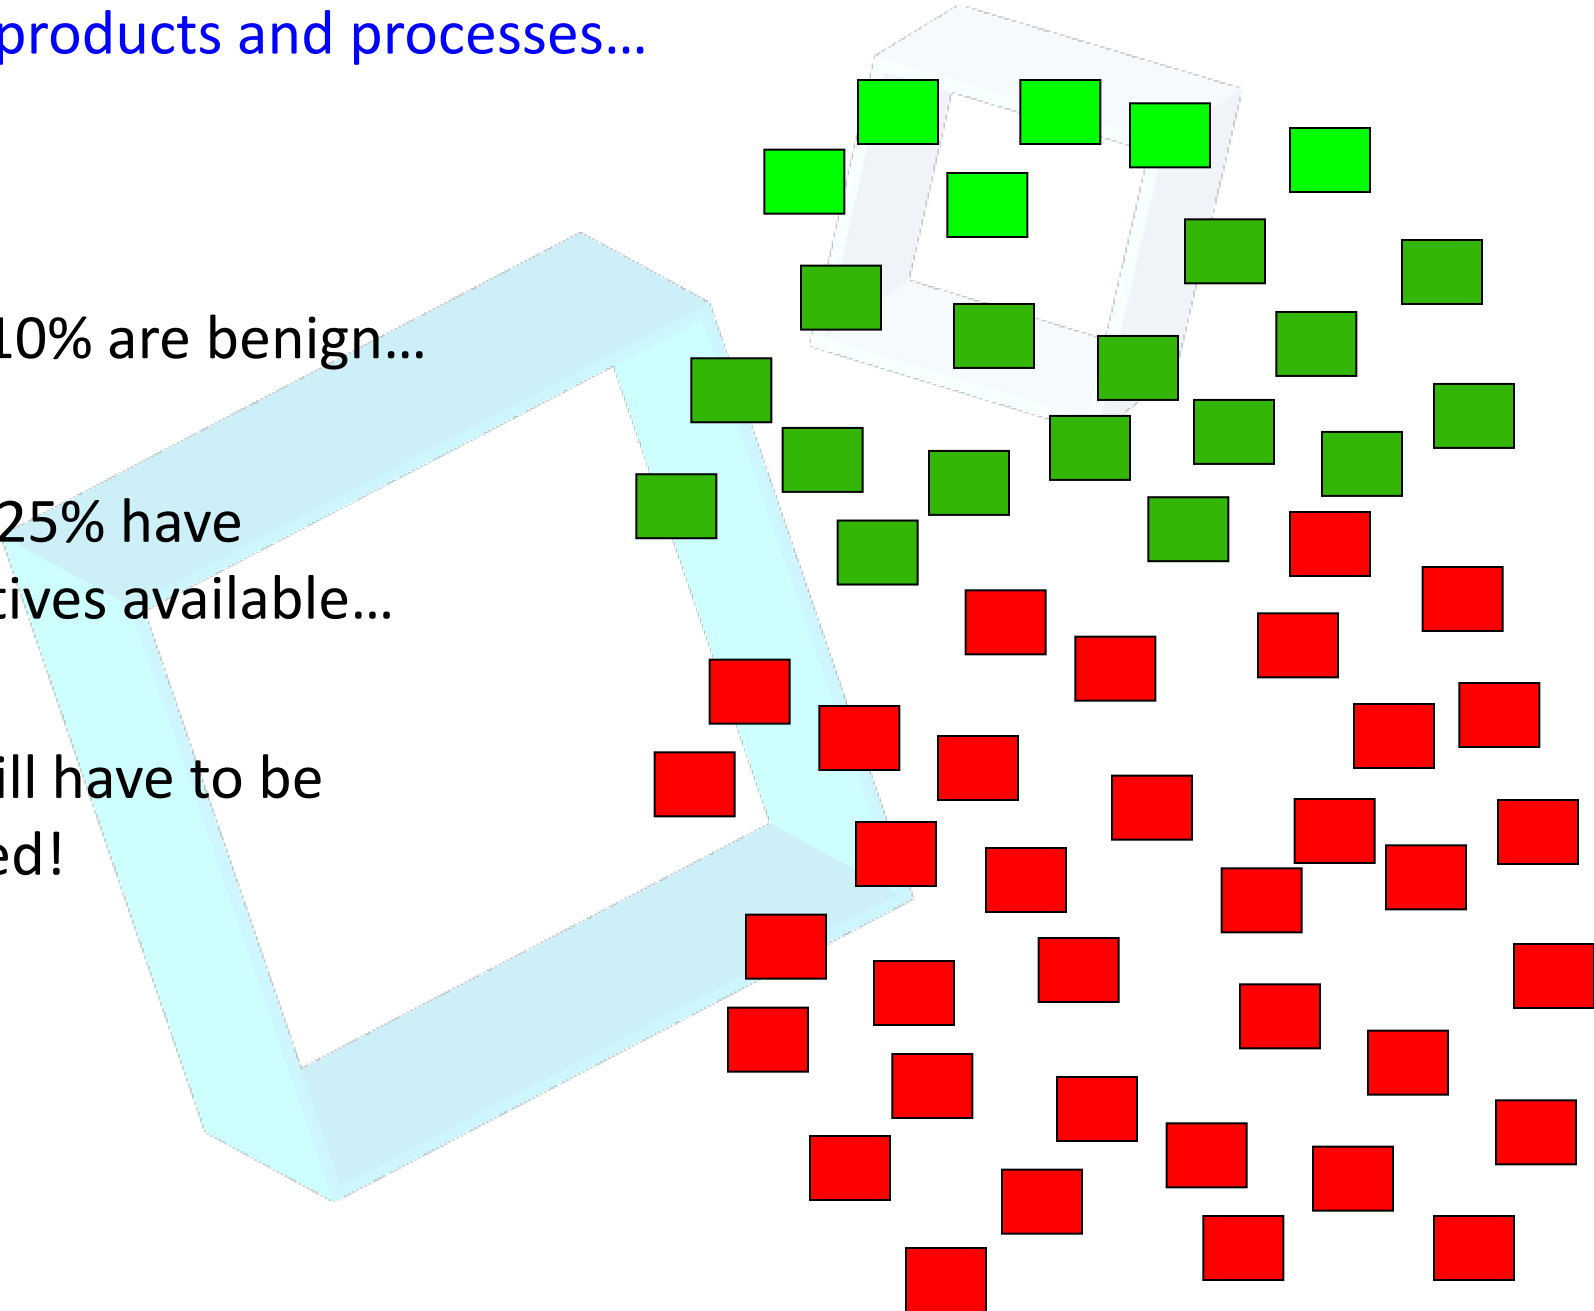 products and processes…
10% are benign…
25% have
tives available…
ill have to be
ed!